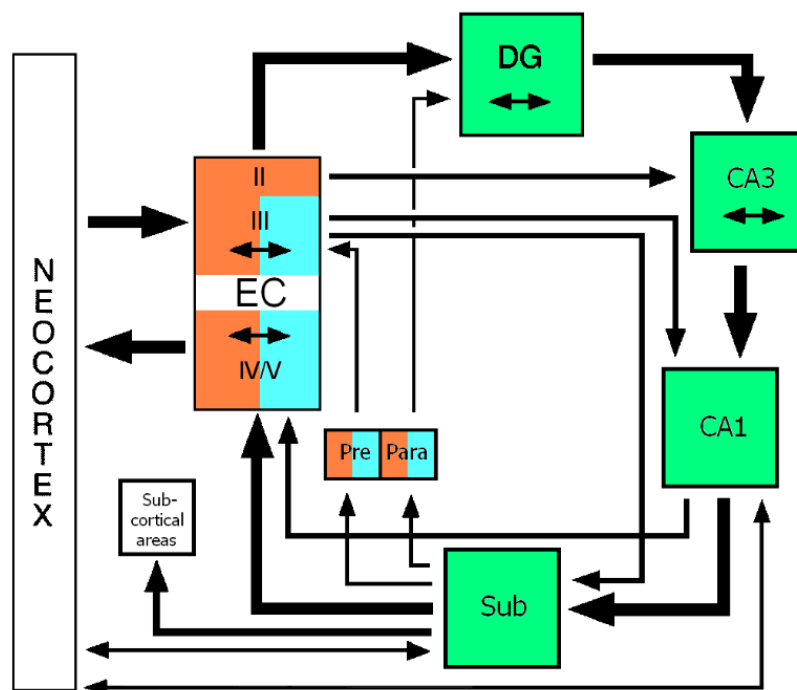 NEOCORTEX
II
III
EC
IV/V
DG
CA3
CA1
Pre
Para
Sub-
cortical
areas
Sub